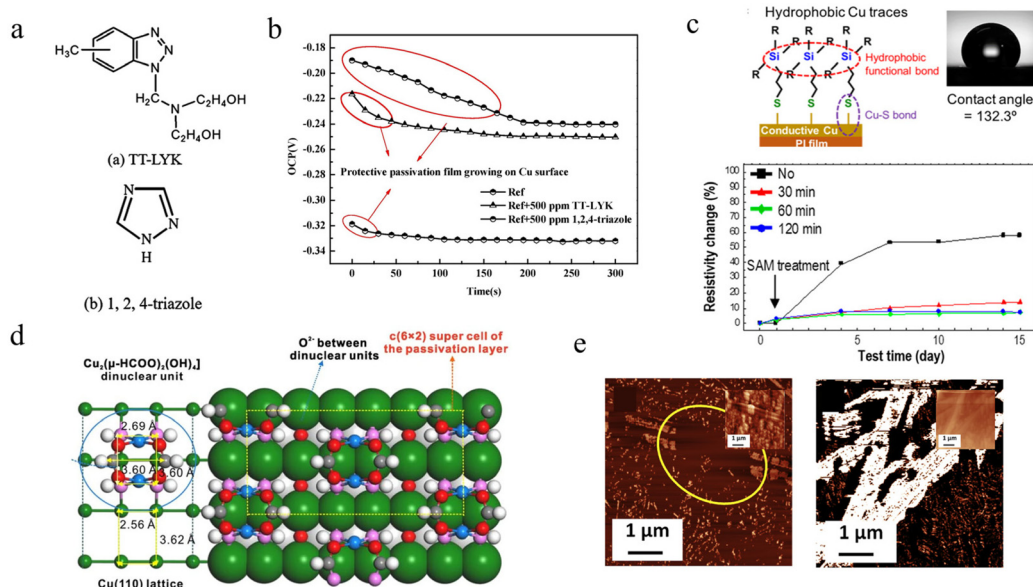 a
H₃C
N
N
N
H₂C
N
C₂H₄OH
C₂H₄OH
(a) TT-LYK
N
N
N
H
(b) 1, 2, 4-triazole
b
-0.18
-0.20
-0.22
-0.24
-0.26
-0.28
-0.30
-0.32
-0.34
OCP(V)
Protective passivation film growing on Cu surface
Ref
Ref+500 ppm TT-LYK
Ref+500 ppm 1,2,4-triazole
0 50 100 150 200 250 300
Time(s)
c
Hydrophobic Cu traces
R R R R
Si Si Si
R R
Hydrophobic
functional bond
S S S
Cu-S bond
Conductive Cu
PI film
Contact angle
= 132.3°
No
30 min
60 min
120 min
100
90
80
70
60
50
40
30
20
10
0
Resistivity change (%)
SAM treatment
0 5 10 15
Test time (day)
d
Cu₂(μ-HCOO)₂(OH)₄]
dinuclear unit
O²⁻ between
dinuclear units
c(6×2) super cell
of the passivation layer
2.69 Å
3.60 Å
3.60 Å
2.56 Å
3.62 Å
Cu(110) lattice
e
1 μm
1 μm
1 μm
1 μm